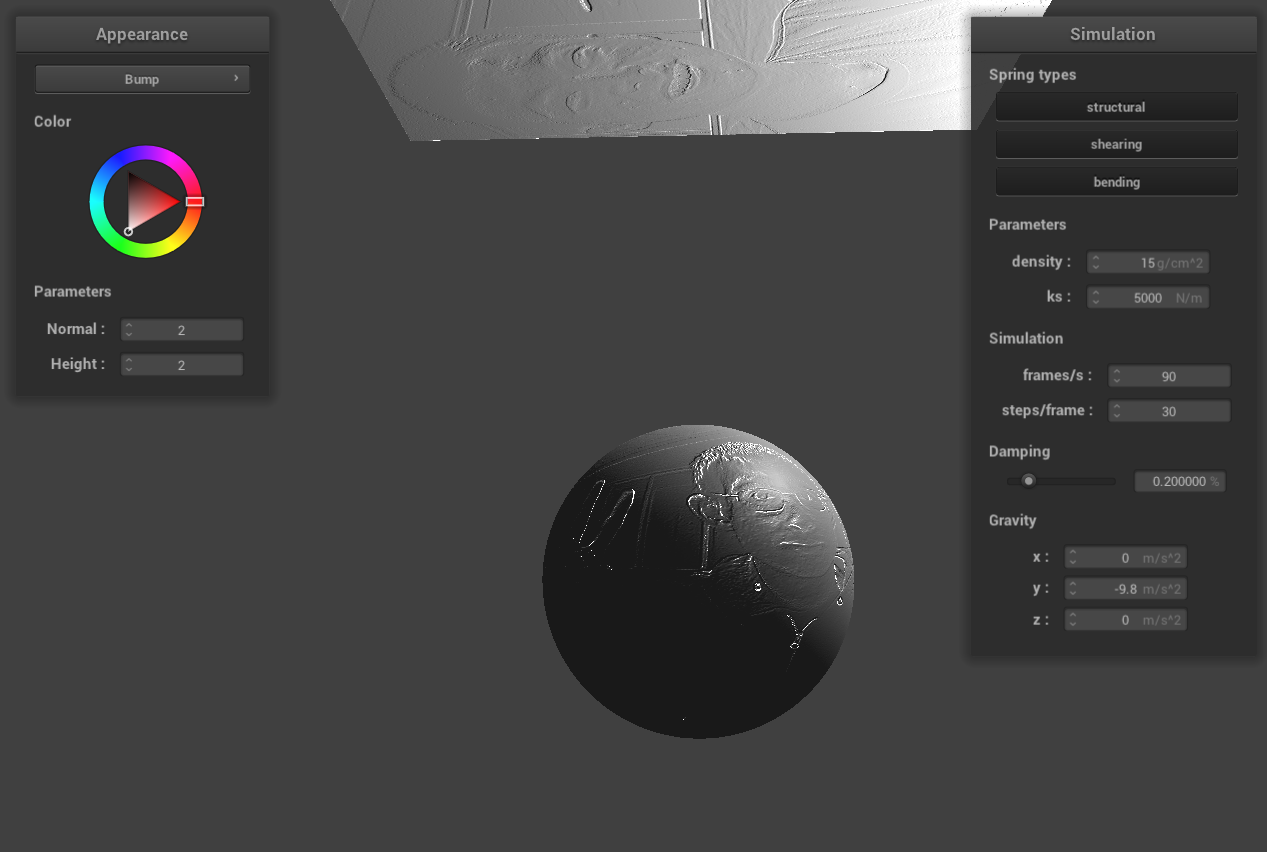 Appearance
Bump
Color
Parameters
Normal :
2
Height :
2
Simulation
Spring types
structural
shearing
bending
Parameters
density :
15 g/cm^2
ks :
5000 N/m
Simulation
frames/s :
90
steps/frame :
30
Damping
0.200000 %
Gravity
x :
0 m/s^2
y :
-9.8 m/s^2
z :
0 m/s^2